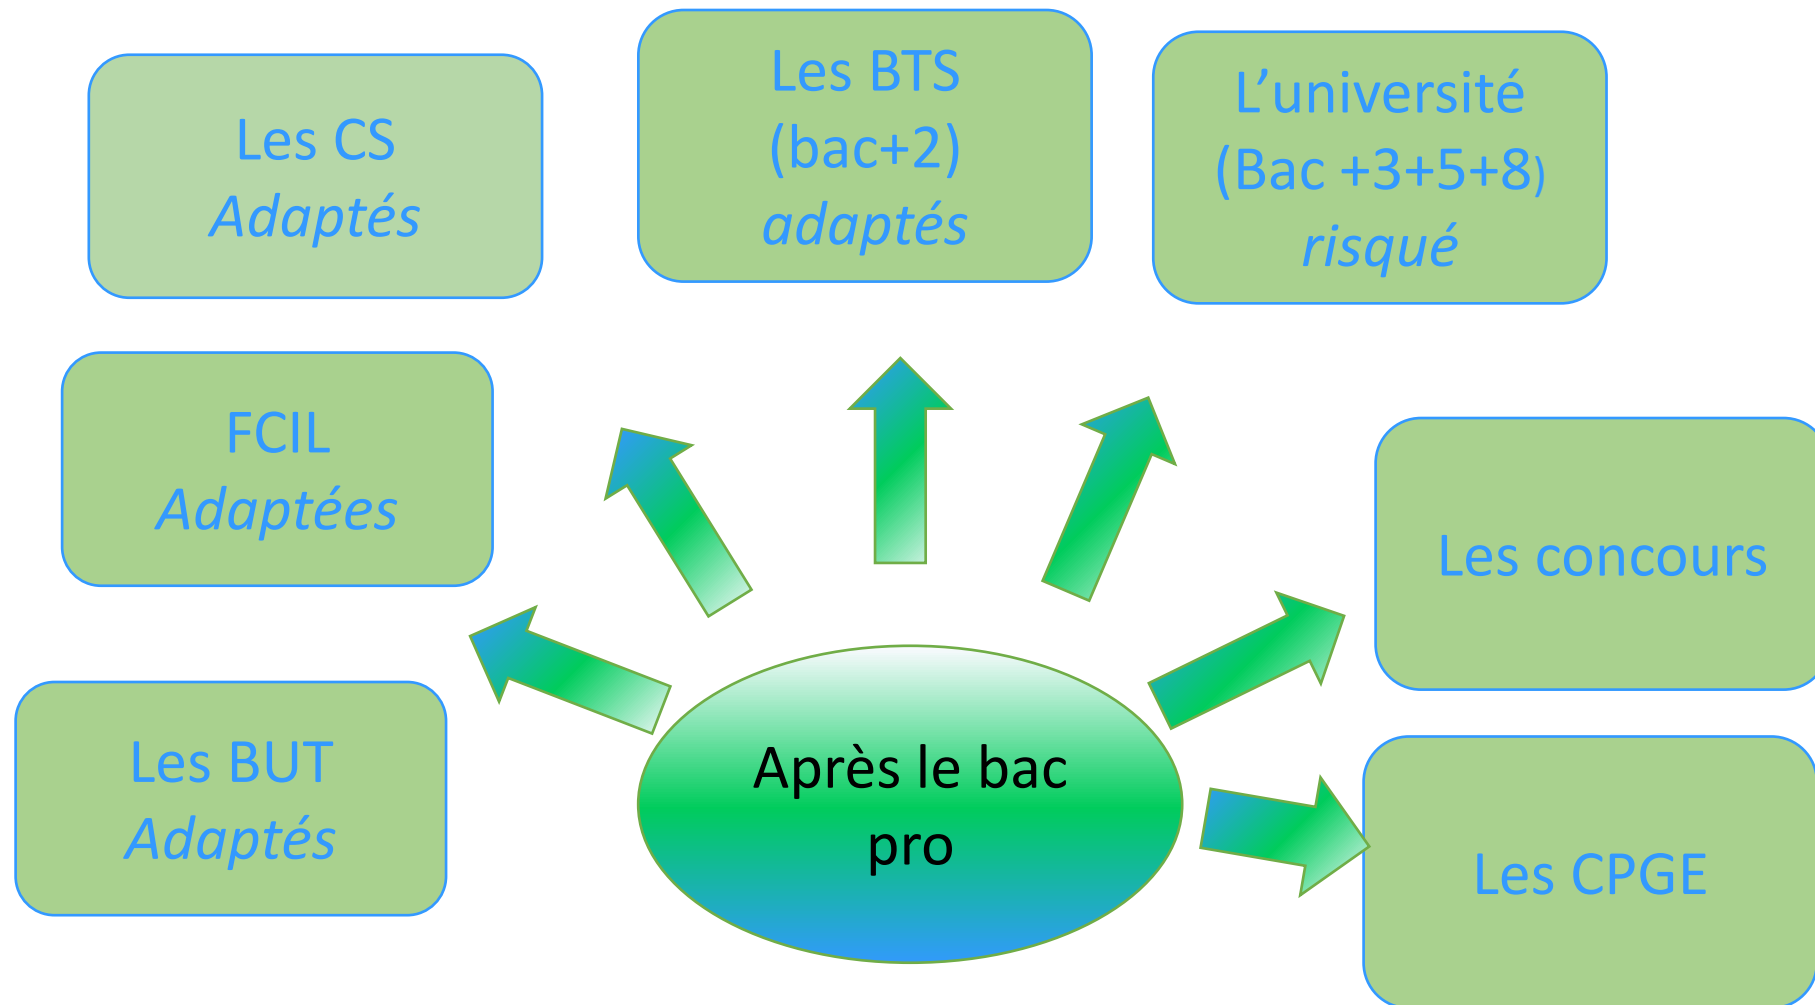 Les CS
Adaptés
Les BTS
(bac+2)
adaptés
L’université
(Bac +3+5+8)
risqué
FCIL
Adaptées
Les concours
Les BUT
Adaptés
Après le bac
pro
Les CPGE